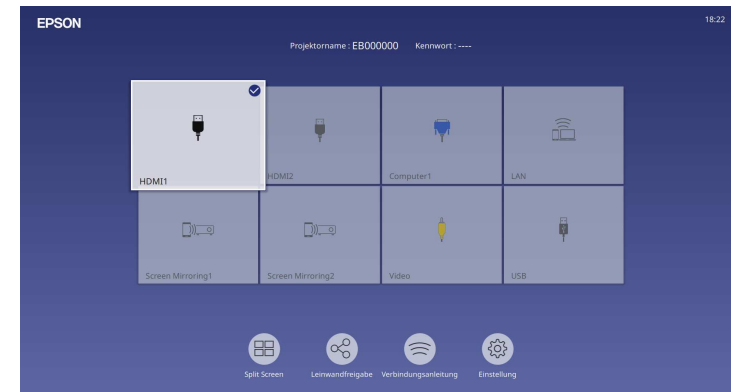 EPSON
18:22
Projektorname : EB000000 Kennwort : ----
HDMI1
HDMI2
Computer1
LAN
Screen Mirroring1
Screen Mirroring2
Video
USB
Split Screen
Leinwandfreigabe
Verbindungsanleitung
Einstellung